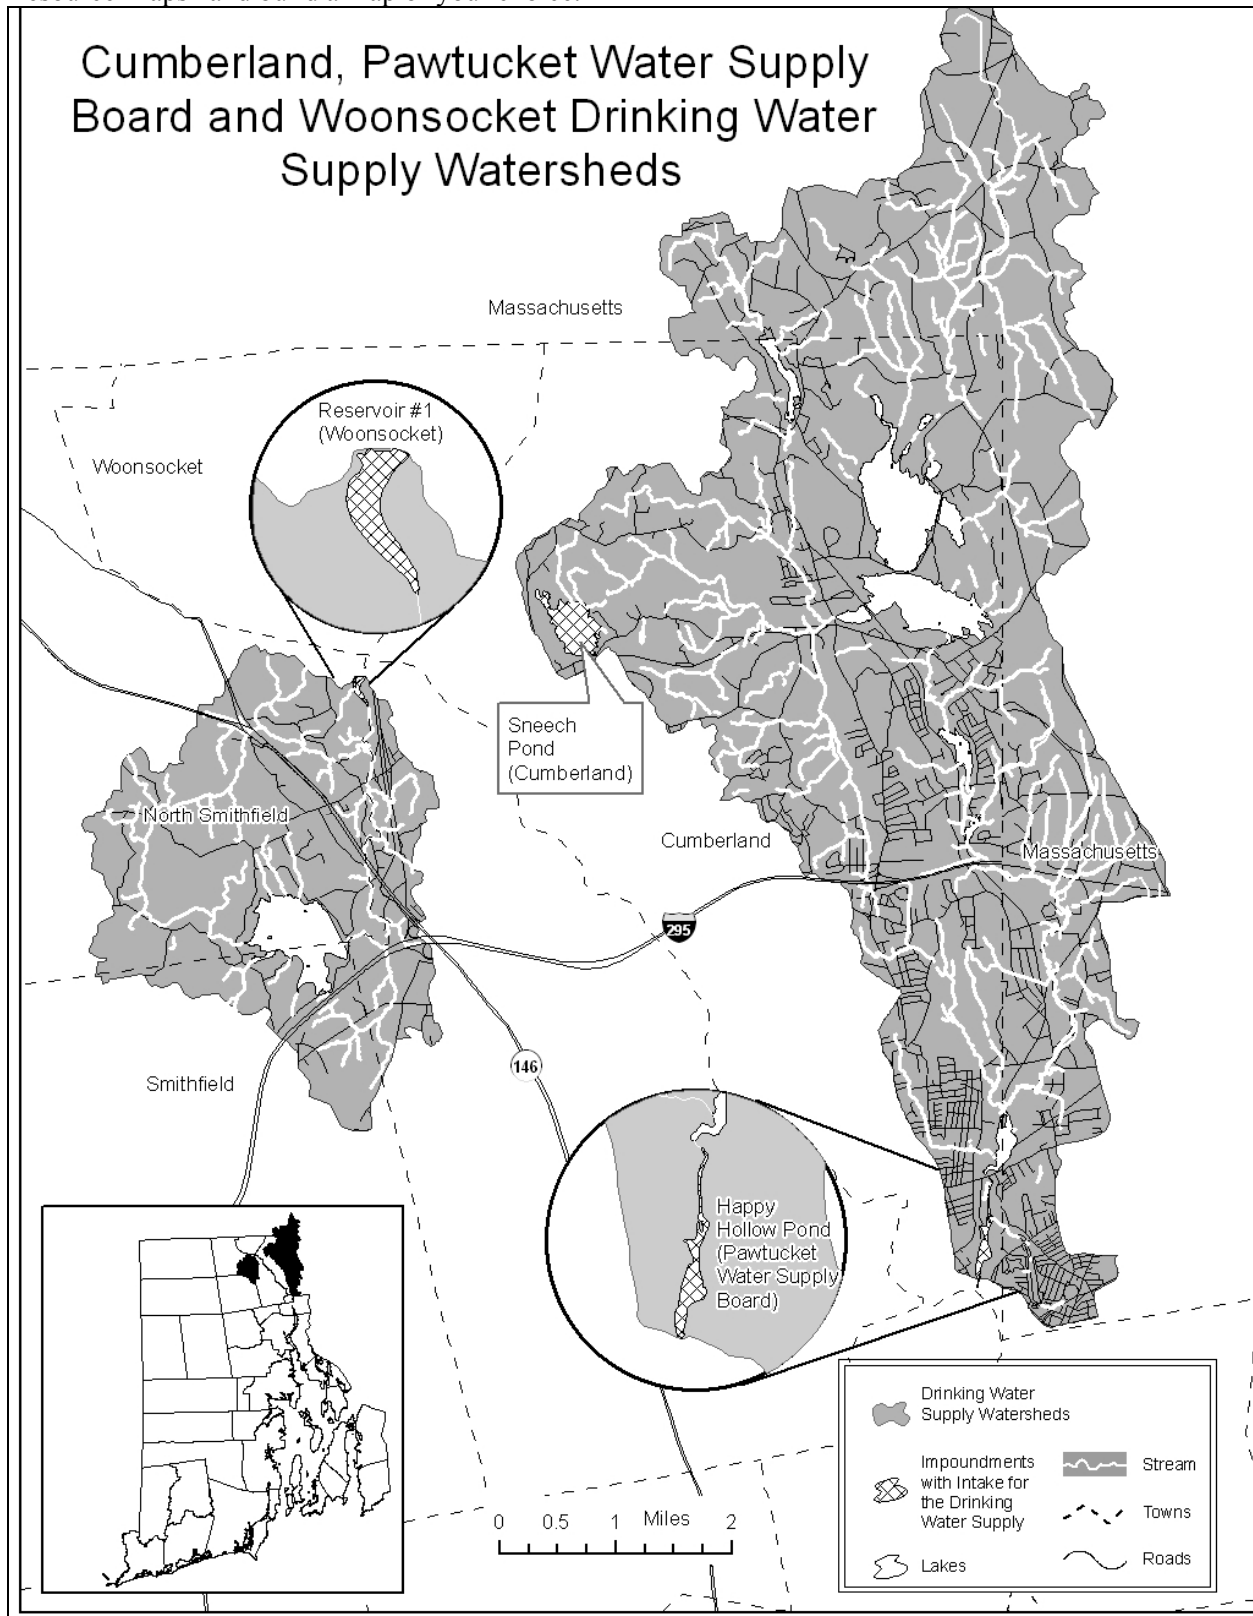 Cumberland, Pawtucket Water Supply
Board and Woonsocket Drinking Water
Supply Watersheds
Massachusetts
Reservoir #1
(Woonsocket)
Woonsocket
Sneech
Pond
(Cumberland)
North Smithfield
Cumberland
Massachusetts
295
146
Smithfield
Happy
Hollow Pond
(Pawtucket
Water Supply
Board)
Drinking Water
Supply Watersheds
Impoundments
with Intake for
the Drinking
Water Supply
Lakes
Stream
Towns
Roads
0 0.5 1 Miles 2